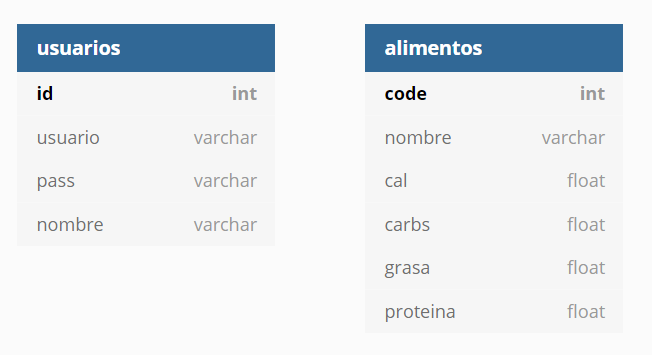 usuarios
id int
usuario varchar
pass varchar
nombre varchar
alimentos
code int
nombre varchar
cal float
carbs float
grasa float
proteina float